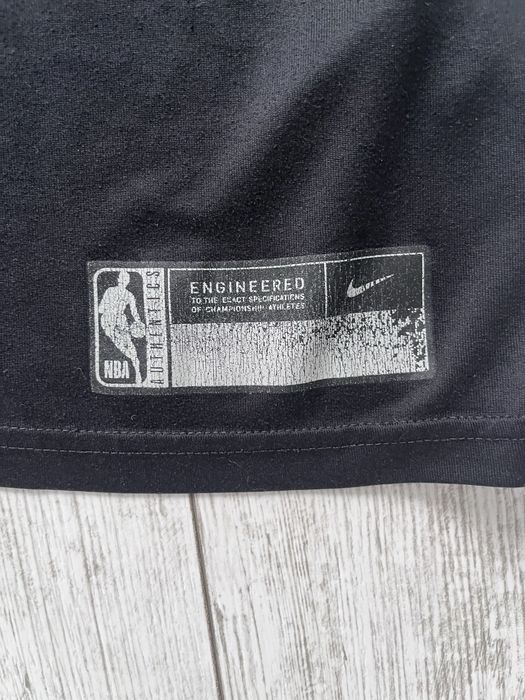 ENGINEERED
TO THE EXACT SPECIFICATIONS
OF CHAMPIONSHIP ATHLETES
NBA
AUTHENTICS